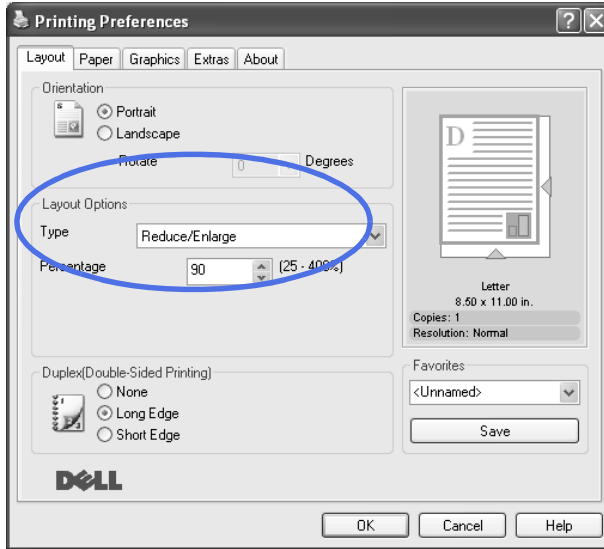 Printing Preferences
Layout Paper Graphics Extras About
Orientation
Portrait
Landscape
Rotate 0 Degrees
Layout Options
Type Reduce/Enlarge
Percentage 90 (25 - 400%)
Letter
8.50 x 11.00 in.
Copies: 1
Resolution: Normal
Duplex(Double-Sided Printing)
None
Long Edge
Short Edge
Favorites
<Unnamed>
Save
DELL
OK Cancel Help